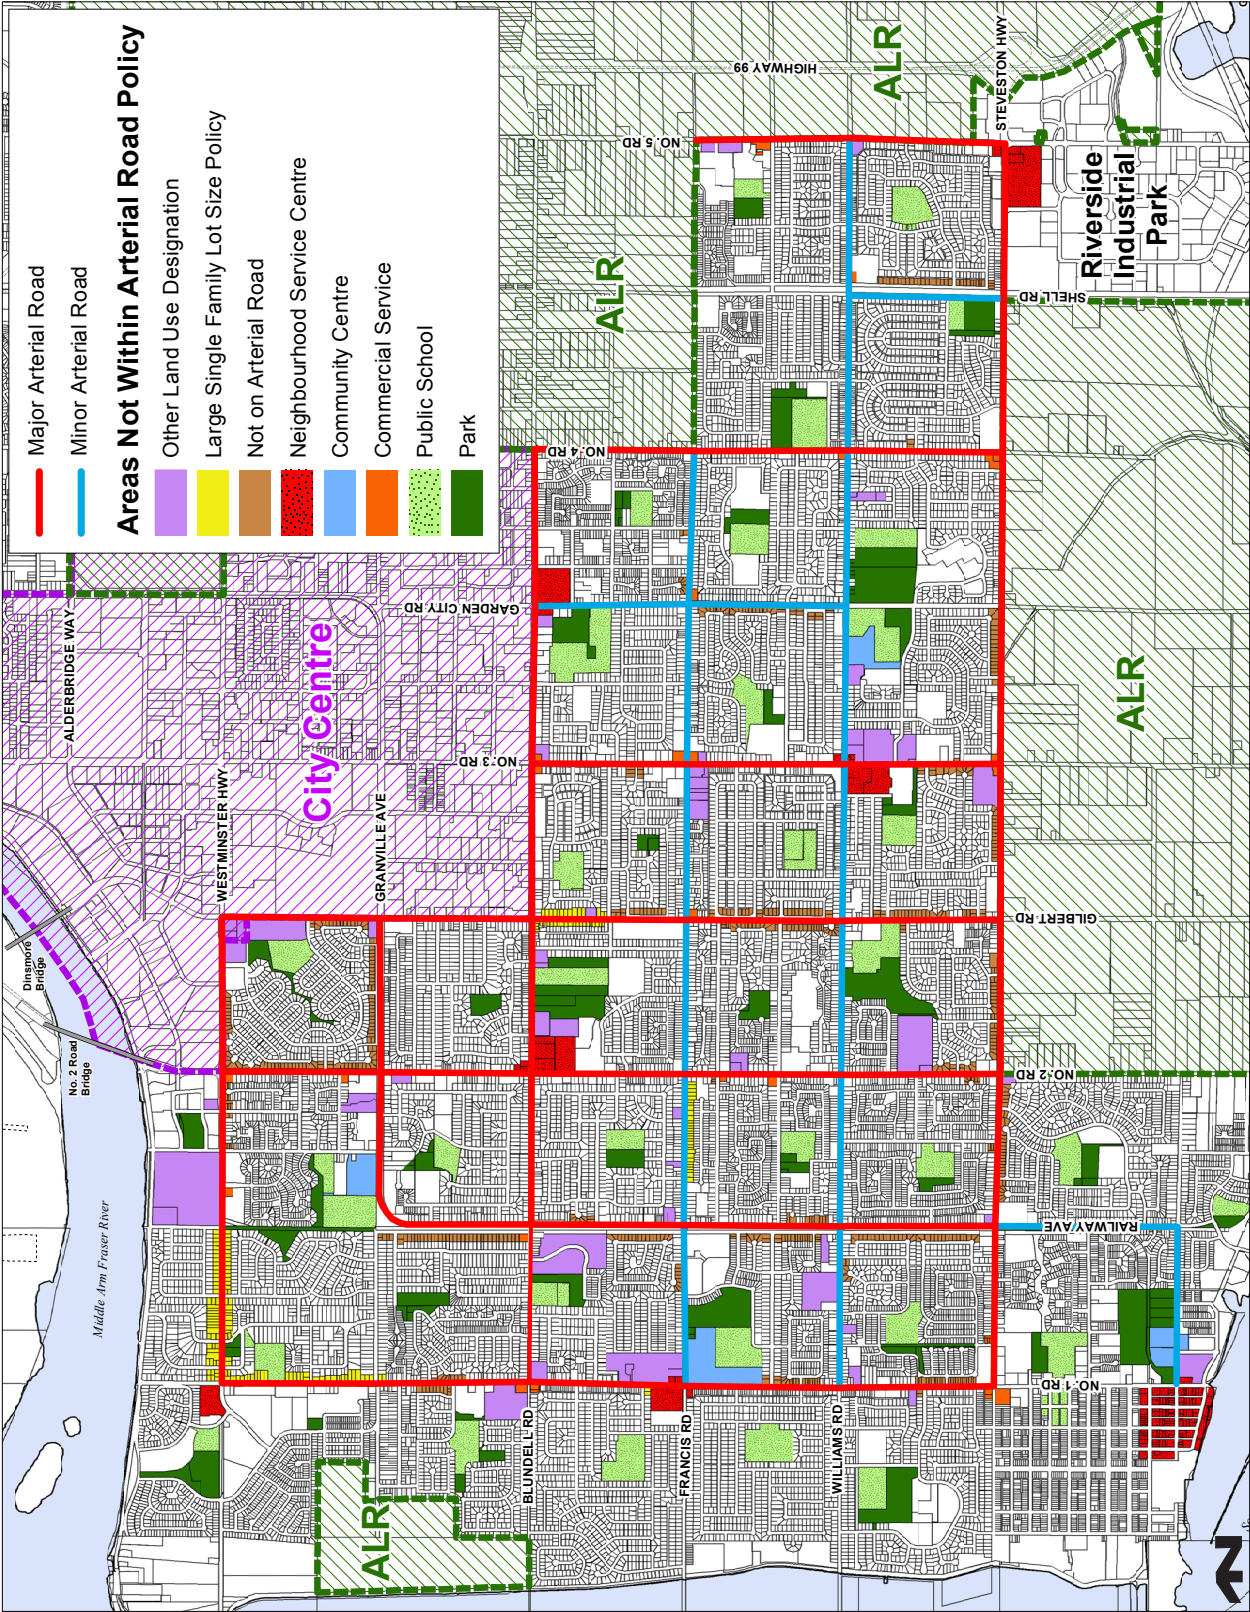 Major Arterial Road
Minor Arterial Road
Areas Not Within Arterial Road Policy
Other Land Use Designation
Large Single Family Lot Size Policy
Not on Arterial Road
Neighbourhood Service Centre
Community Centre
Commercial Service
Public School
Park
HIGHWAY 99
ALR
STEVESTON HWY
NO. 5 RD
Riverside
Industrial
Park
ALR
SHELL RD
NO. 4 RD
ALDERBRIDGE WAY
GARDEN CITY RD
City Centre
ALR
NO. 3 RD
WESTMINSTER HWY
GRANVILLE AVE
GILBERT RD
Dinsmore
Bridge
No. 2 Road
Bridge
NO. 2 RD
Middle Arm Fraser River
RAILWAY AVE
NO. 1 RD
BLUNDELL RD
FRANCIS RD
WILLIAMS RD
ALR
N